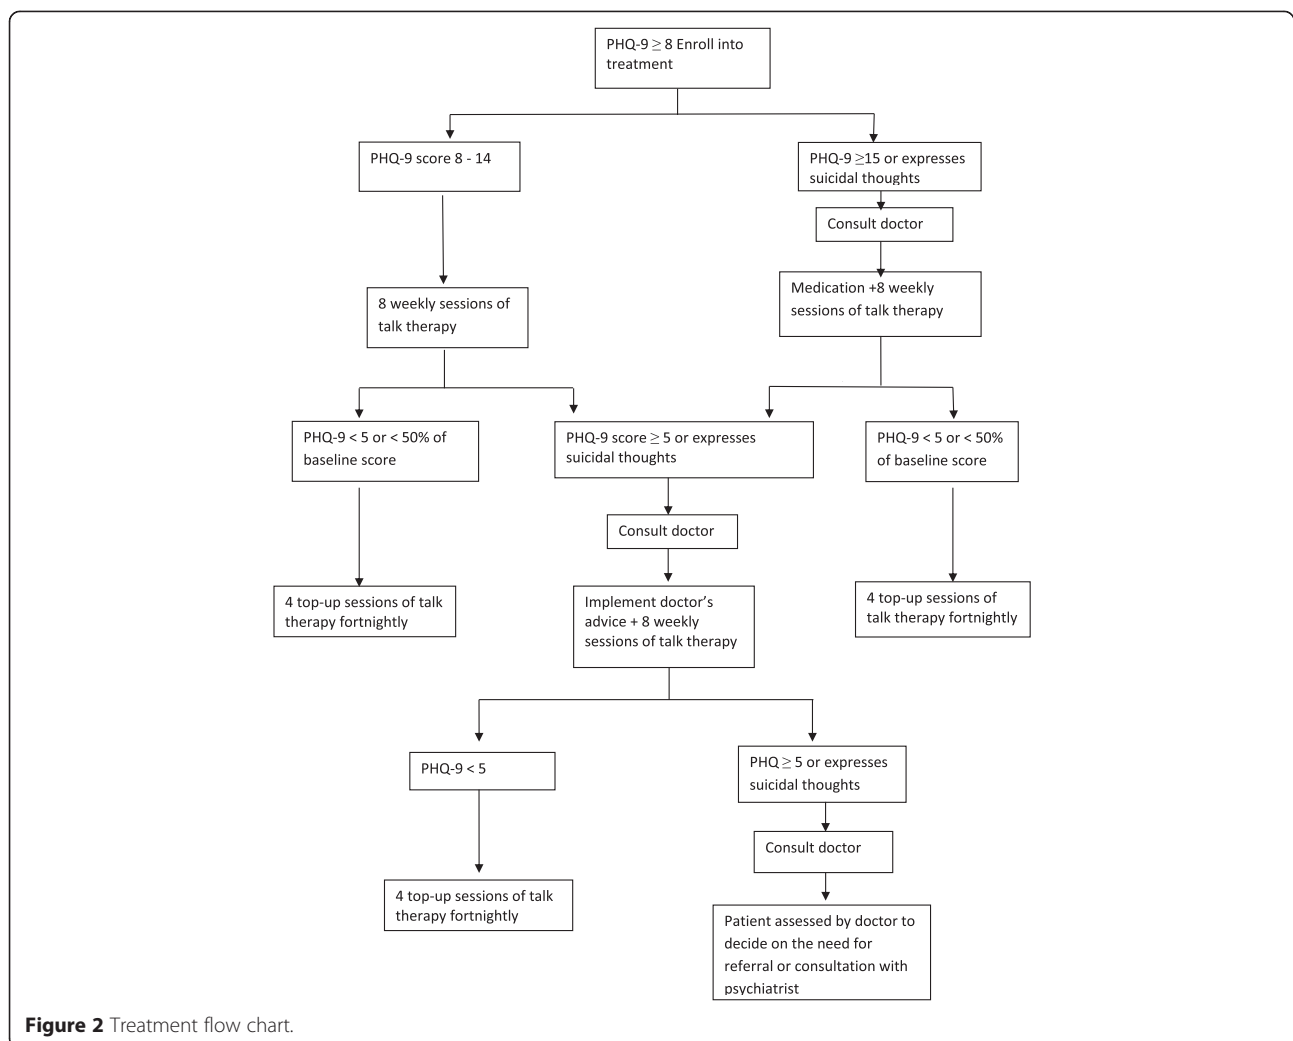 PHQ-9 ≥ 8 Enroll into
treatment
PHQ-9 score 8 - 14
PHQ-9 ≥15 or expresses
suicidal thoughts
Consult doctor
8 weekly sessions of
talk therapy
Medication +8 weekly
sessions of talk therapy
PHQ-9 < 5 or < 50% of
baseline score
PHQ-9 score ≥ 5 or expresses
suicidal thoughts
PHQ-9 < 5 or < 50%
of baseline score
Consult doctor
4 top-up sessions of talk
therapy fortnightly
Implement doctor’s
advice + 8 weekly
sessions of talk therapy
4 top-up sessions of
talk therapy fortnightly
PHQ-9 < 5
PHQ ≥ 5 or expresses
suicidal thoughts
Consult doctor
4 top-up sessions of talk
therapy fortnightly
Patient assessed by doctor to
decide on the need for
referral or consultation with
psychiatrist
Figure 2 Treatment flow chart.